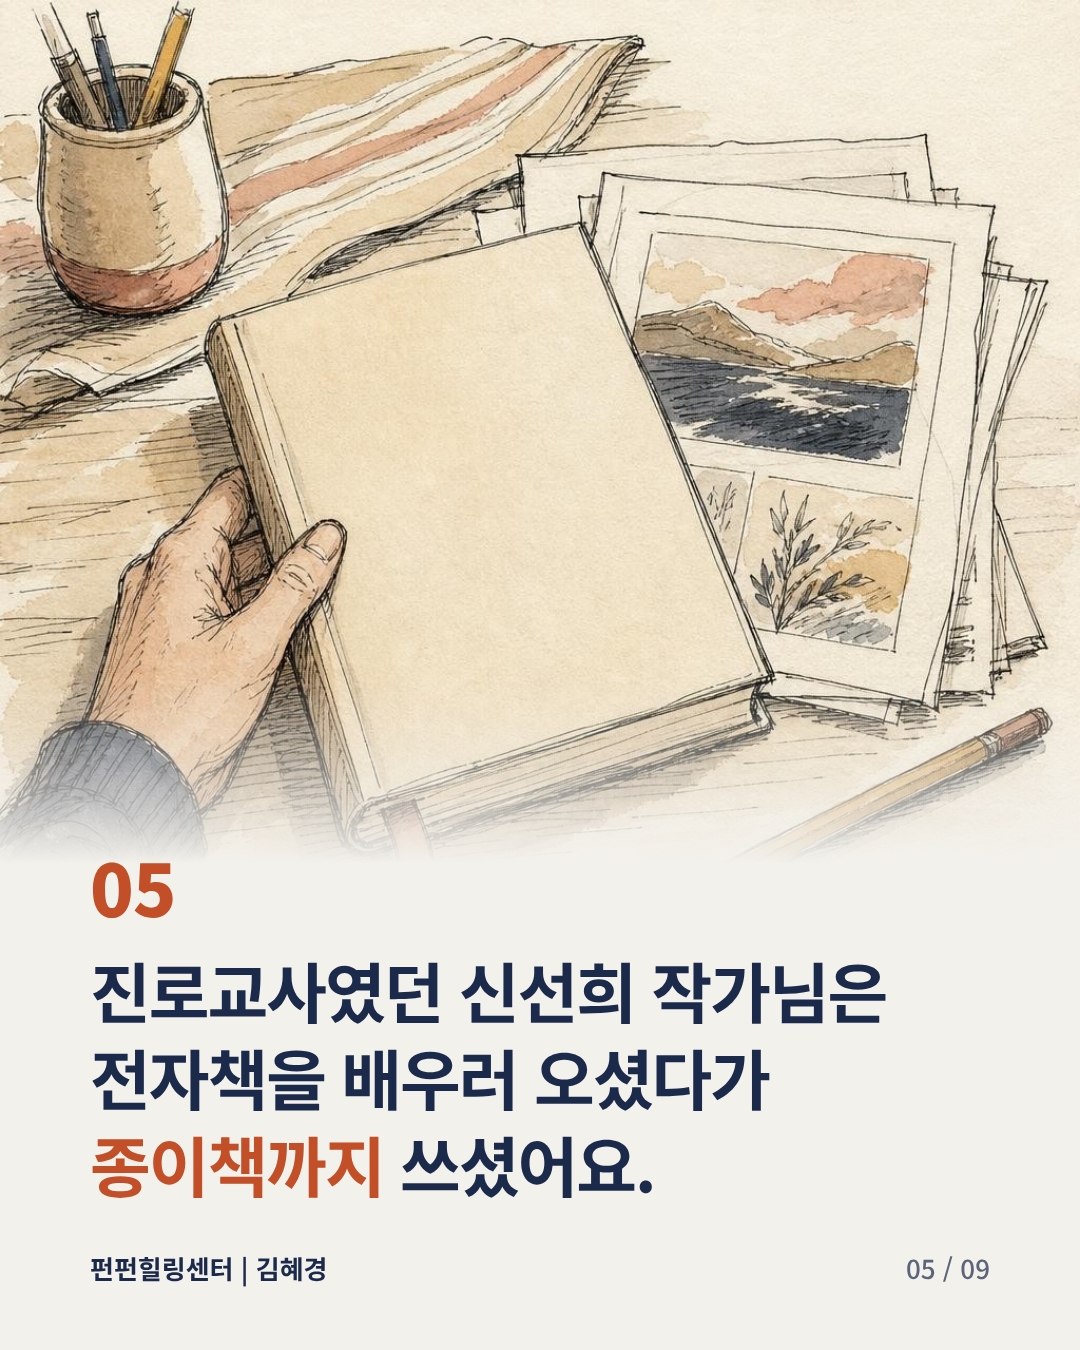 05
진로교사였던 신선희 작가님은
전자책을 배우러 오셨다가
종이책까지 쓰셨어요.
펀펀힐링센터 | 김혜경
05 / 09